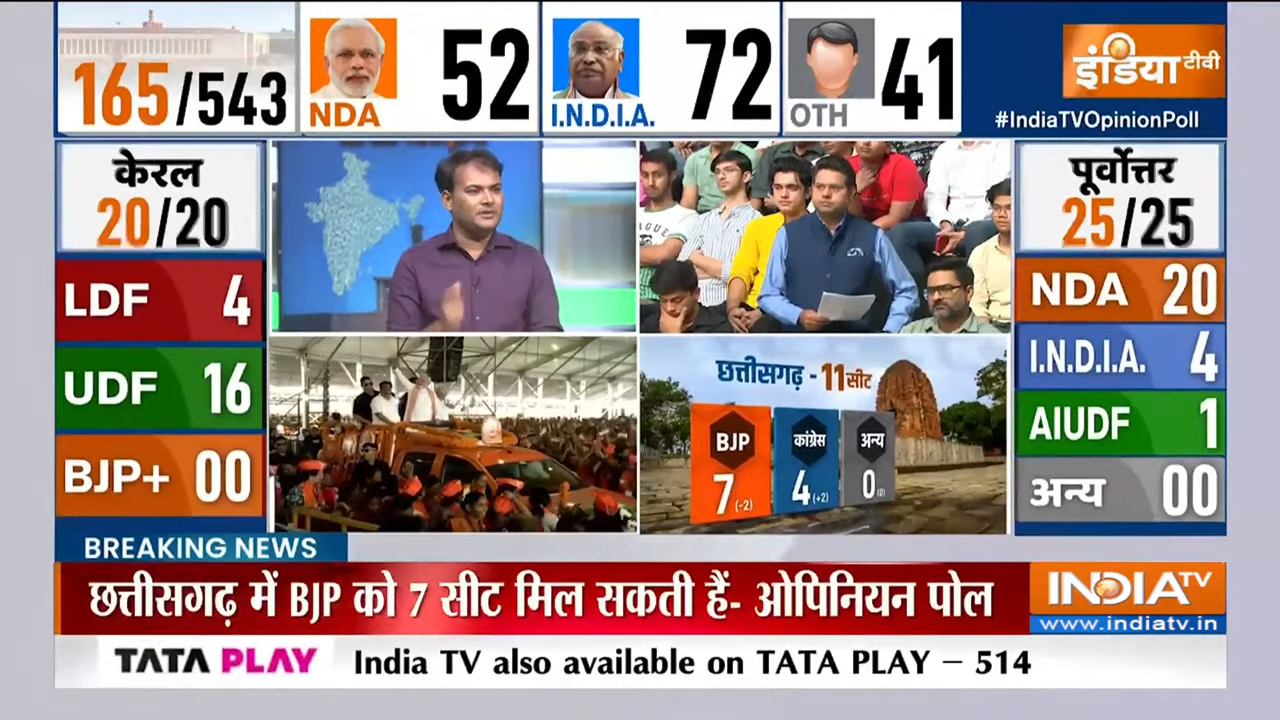 165/543
NDA 52
I.N.D.I.A. 72
OTH 41
इंडिया टीवी
#IndiaTVOpinionPoll
केरल
20/20
LDF 4
UDF 16
BJP+ 00
छत्तीसगढ़ - 11 सीट
BJP
7 (-2)
कांग्रेस
4 (+2)
अन्य
0 (0)
पूर्वोत्तर
25/25
NDA 20
I.N.D.I.A. 4
AIUDF 1
अन्य 00
BREAKING NEWS
छत्तीसगढ़ में BJP को 7 सीट मिल सकती हैं- ओपिनियन पोल
INDIA TV
www.indiatv.in
TATA PLAY India TV also available on TATA PLAY – 514